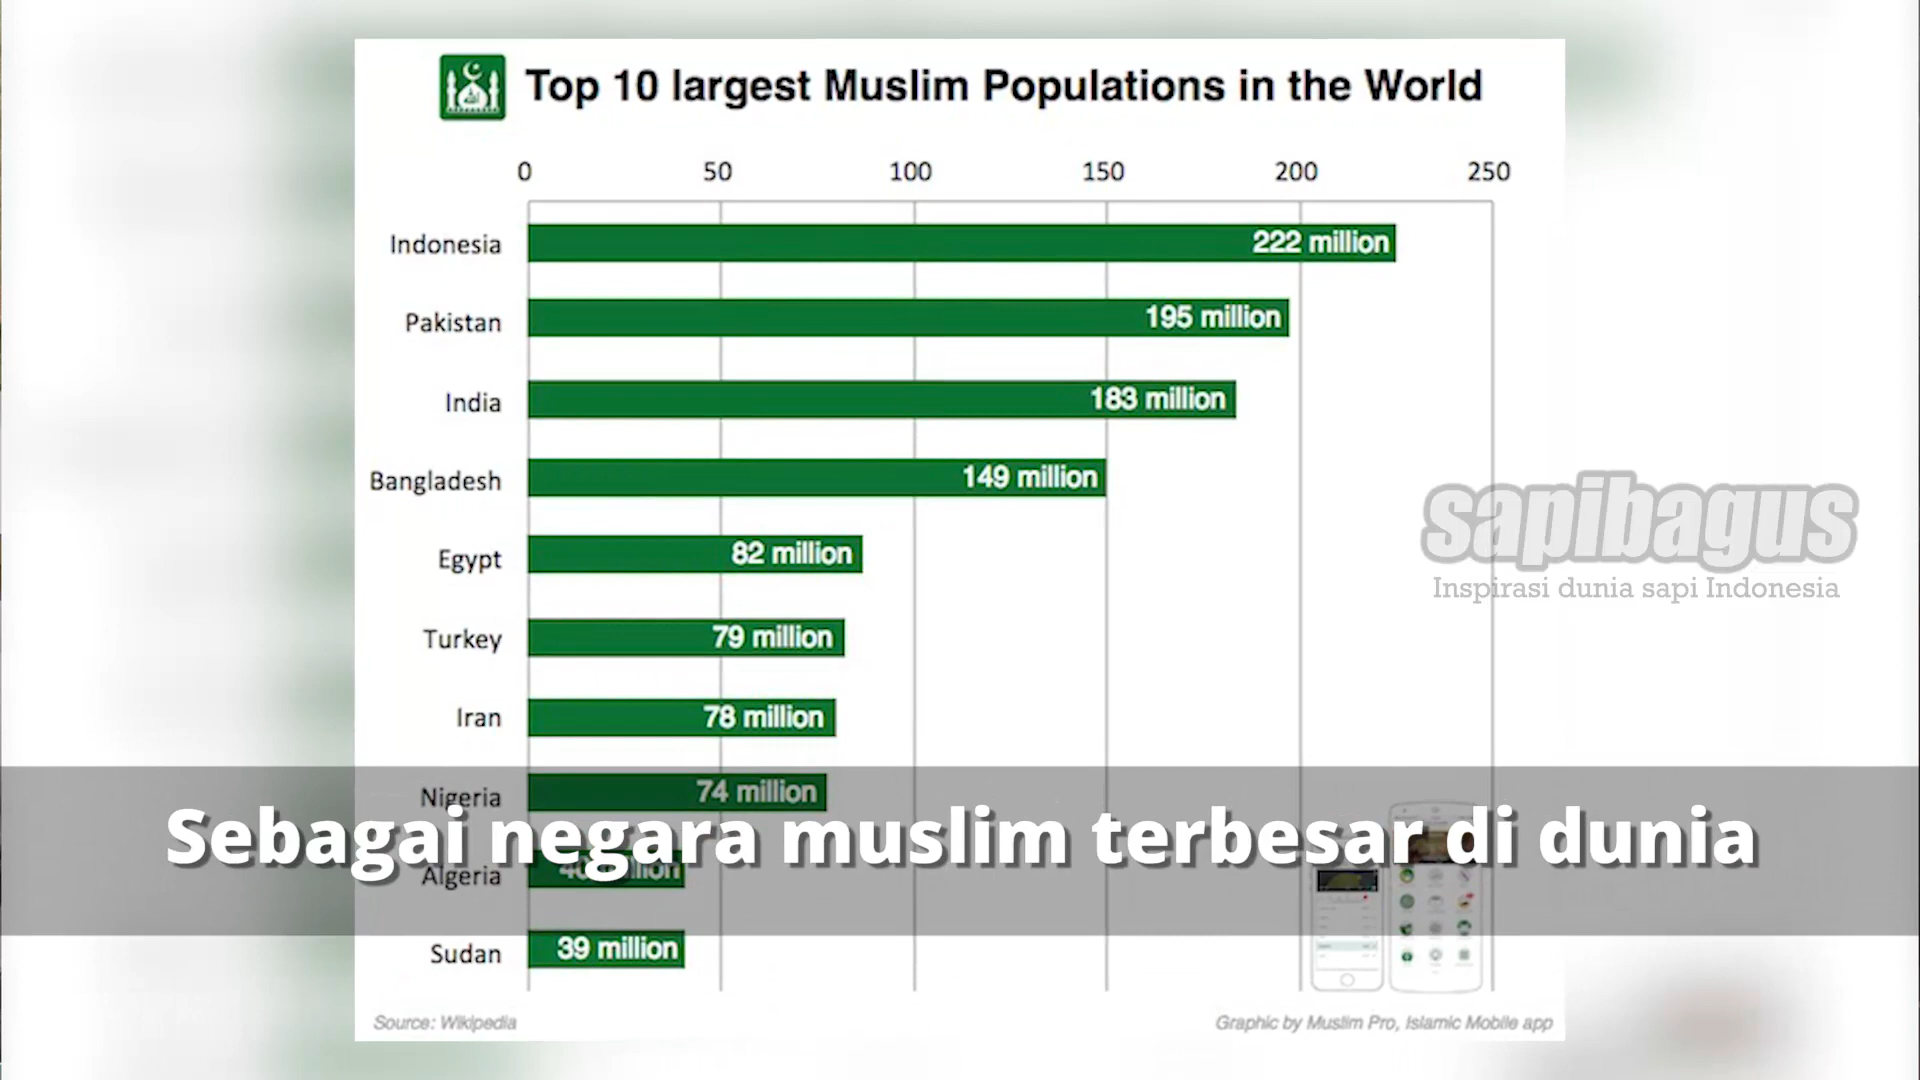 Top 10 largest Muslim Populations in the World
0 50 100 150 200 250
Indonesia 222 million
Pakistan 195 million
India 183 million
Bangladesh 149 million
Egypt 82 million
Turkey 79 million
Iran 78 million
Nigeria 74 million
Sebagai negara muslim terbesar di dunia
Algeria
Sudan 39 million
sapibagus
Inspirasi dunia sapi Indonesia
Source: Wikipedia
Graphic by Muslim Pro, Islamic Mobile app